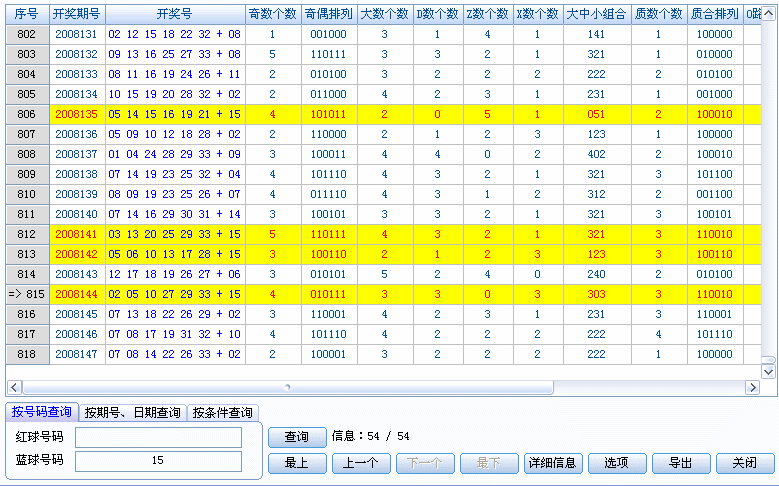 序号 开奖期号 开奖号 奇数个数 奇偶排列 大数个数 D数个数 Z数个数 X数个数 大中小组合 质数个数 质合排列 0路
802 2008131 02 12 15 18 22 32 + 08 1 001000 3 1 4 1 141 1 100000
803 2008132 09 13 16 25 27 33 + 08 5 110111 3 3 2 1 321 1 010000
804 2008133 08 11 16 19 24 26 + 11 2 010100 3 2 2 2 222 2 010100
805 2008134 10 15 19 20 28 32 + 02 2 011000 4 2 3 1 231 1 001000
806 2008135 05 14 15 16 19 21 + 15 4 101011 2 0 5 1 051 2 100010
807 2008136 05 09 10 12 18 28 + 02 2 110000 2 1 2 3 123 1 100000
808 2008137 01 04 24 28 29 33 + 09 3 100011 4 4 0 2 402 2 100010
809 2008138 07 14 19 23 25 32 + 04 4 101110 4 3 2 1 321 3 101100
810 2008139 08 09 19 23 25 26 + 07 4 011110 4 3 1 2 312 2 001100
811 2008140 07 14 16 29 30 31 + 14 3 100101 3 3 2 1 321 3 100101
812 2008141 03 13 20 25 29 33 + 15 5 110111 4 3 2 1 321 3 110010
813 2008142 05 06 10 13 17 28 + 15 3 100110 2 1 2 3 123 3 100110
814 2008143 12 17 18 19 26 27 + 06 3 010101 5 2 4 0 240 2 010100
=> 815 2008144 02 05 10 27 29 33 + 15 4 010111 3 3 0 3 303 3 110010
816 2008145 07 13 18 22 26 29 + 02 3 110001 4 2 3 1 231 3 110001
817 2008146 07 08 17 19 31 32 + 10 4 101110 4 2 2 2 222 4 101110
818 2008147 07 08 14 22 26 33 + 02 2 100001 3 2 2 2 222 1 100000
按号码查询 按期号、日期查询 按条件查询
红球号码 查询 信息：54 / 54
蓝球号码 15 最上 上一个 下一个 最下 详细信息 选项 导出 关闭